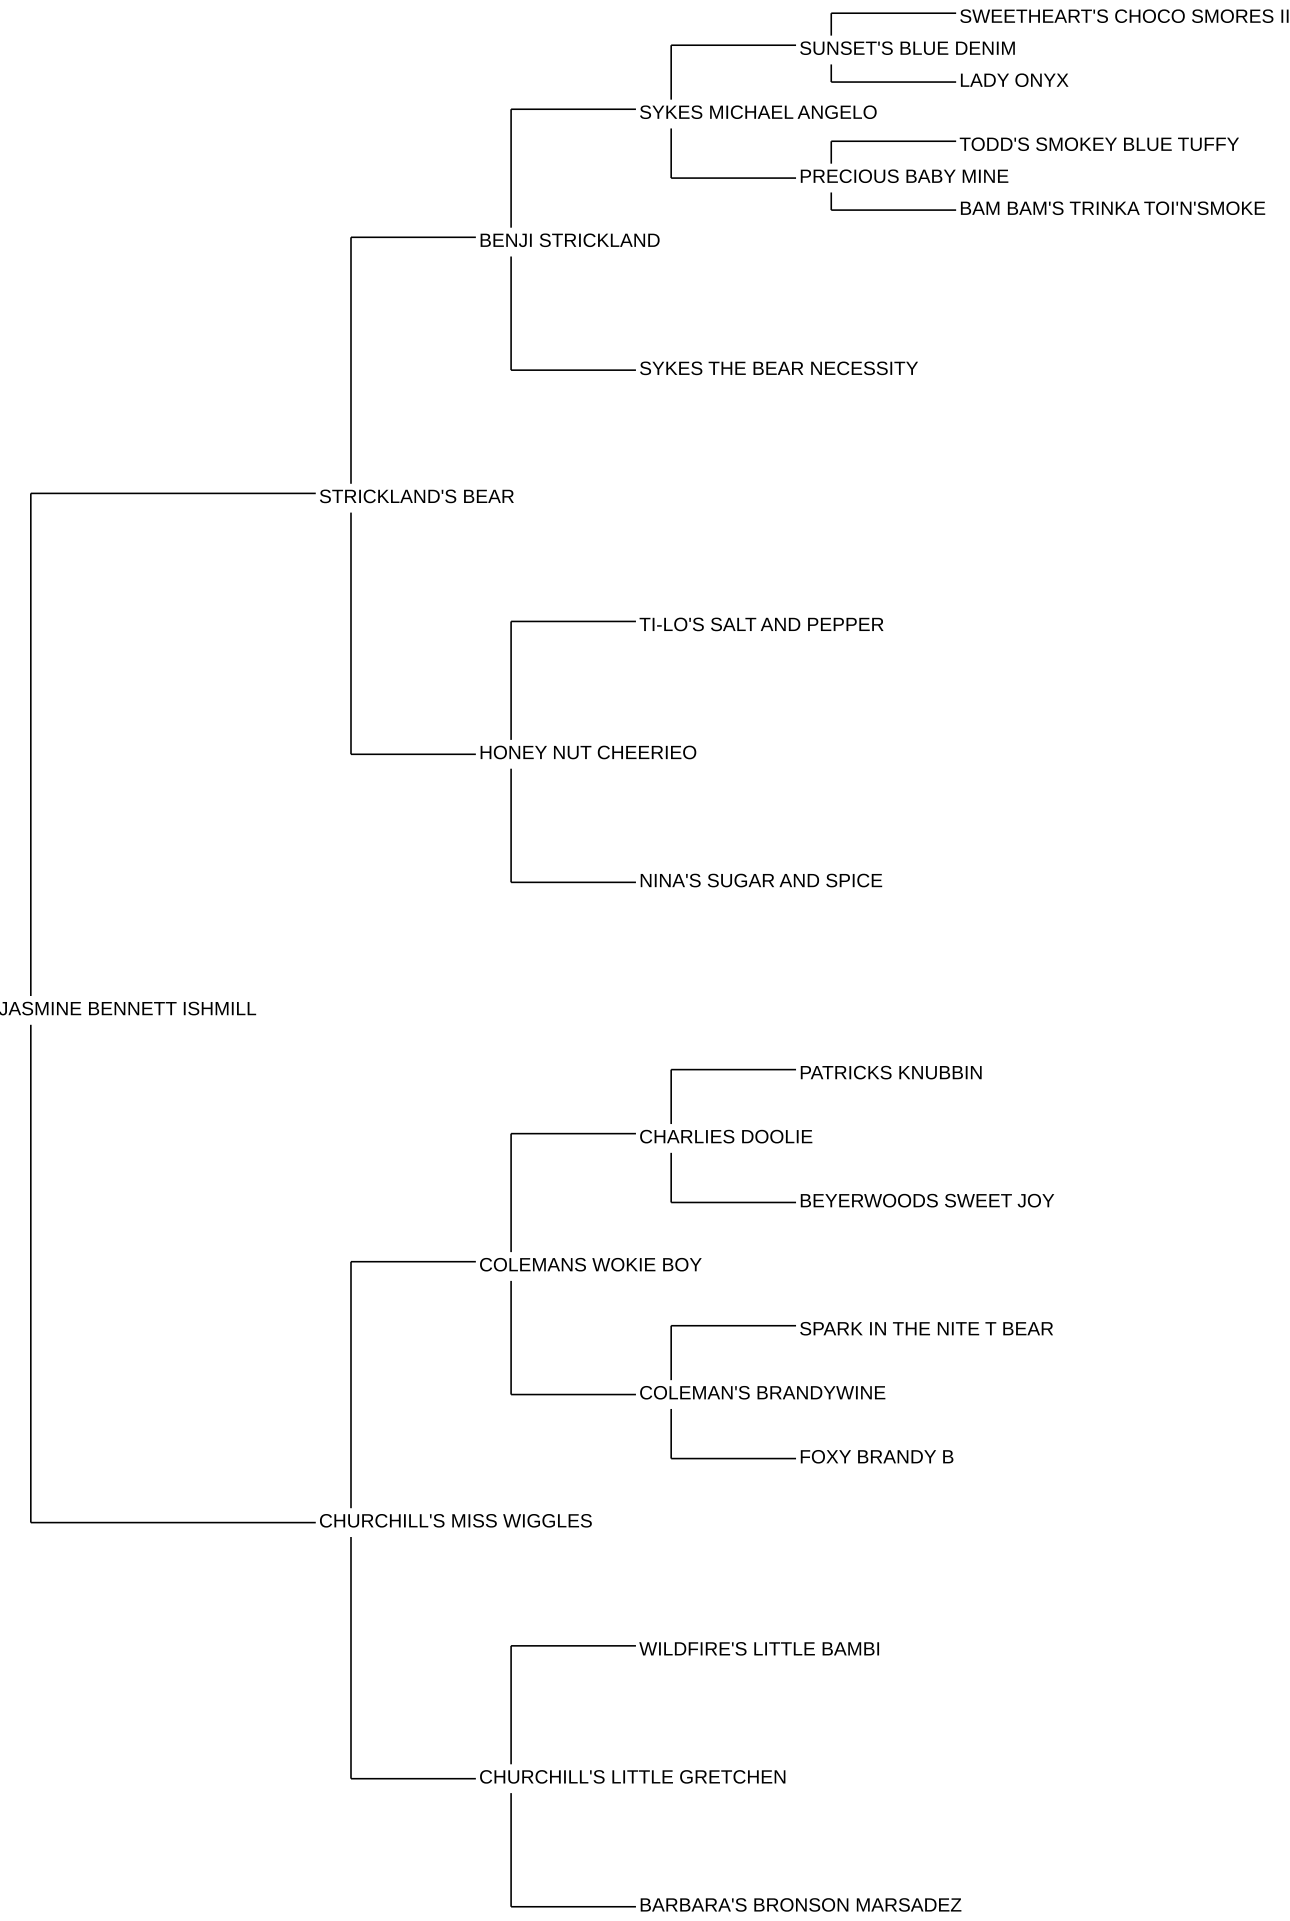 SWEETHEART'S CHOCO SMORES II
SUNSET'S BLUE DENIM
LADY ONYX
SYKES MICHAEL ANGELO
TODD'S SMOKEY BLUE TUFFY
PRECIOUS BABY MINE
BAM BAM'S TRINKA TOI'N'SMOKE
BENJI STRICKLAND
SYKES THE BEAR NECESSITY
STRICKLAND'S BEAR
TI-LO'S SALT AND PEPPER
HONEY NUT CHEERIEO
NINA'S SUGAR AND SPICE
JASMINE BENNETT ISHMILL
PATRICKS KNUBBIN
CHARLIES DOOLIE
BEYERWOODS SWEET JOY
COLEMANS WOKIE BOY
SPARK IN THE NITE T BEAR
COLEMAN'S BRANDYWINE
FOXY BRANDY B
CHURCHILL'S MISS WIGGLES
WILDFIRE'S LITTLE BAMBI
CHURCHILL'S LITTLE GRETCHEN
BARBARA'S BRONSON MARSADEZ